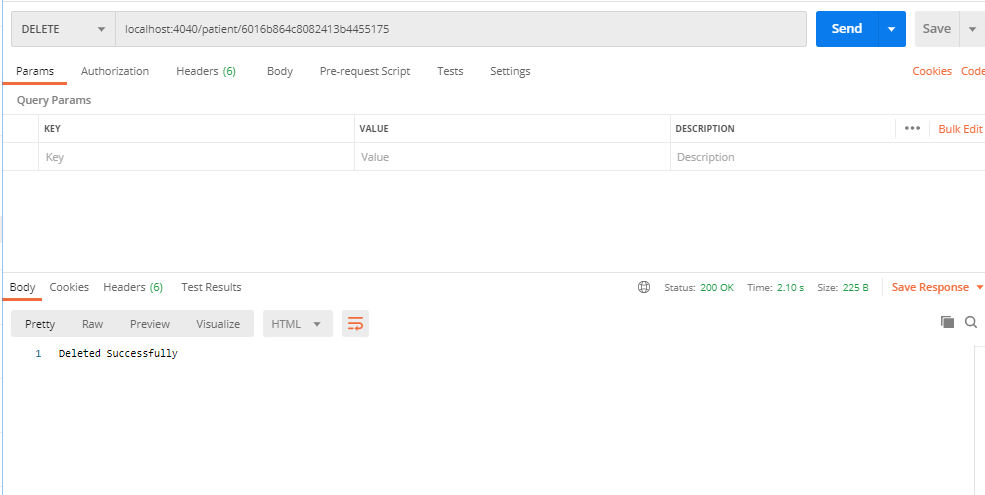 DELETE localhost:4040/patient/6016b864c8082413b4455175 Send Save
Params Authorization Headers (6) Body Pre-request Script Tests Settings Cookies Code
Query Params
KEY VALUE DESCRIPTION ••• Bulk Edit
Key Value Description
Body Cookies Headers (6) Test Results Status: 200 OK Time: 2.10 s Size: 225 B Save Response
Pretty Raw Preview Visualize HTML
1 Deleted Successfully